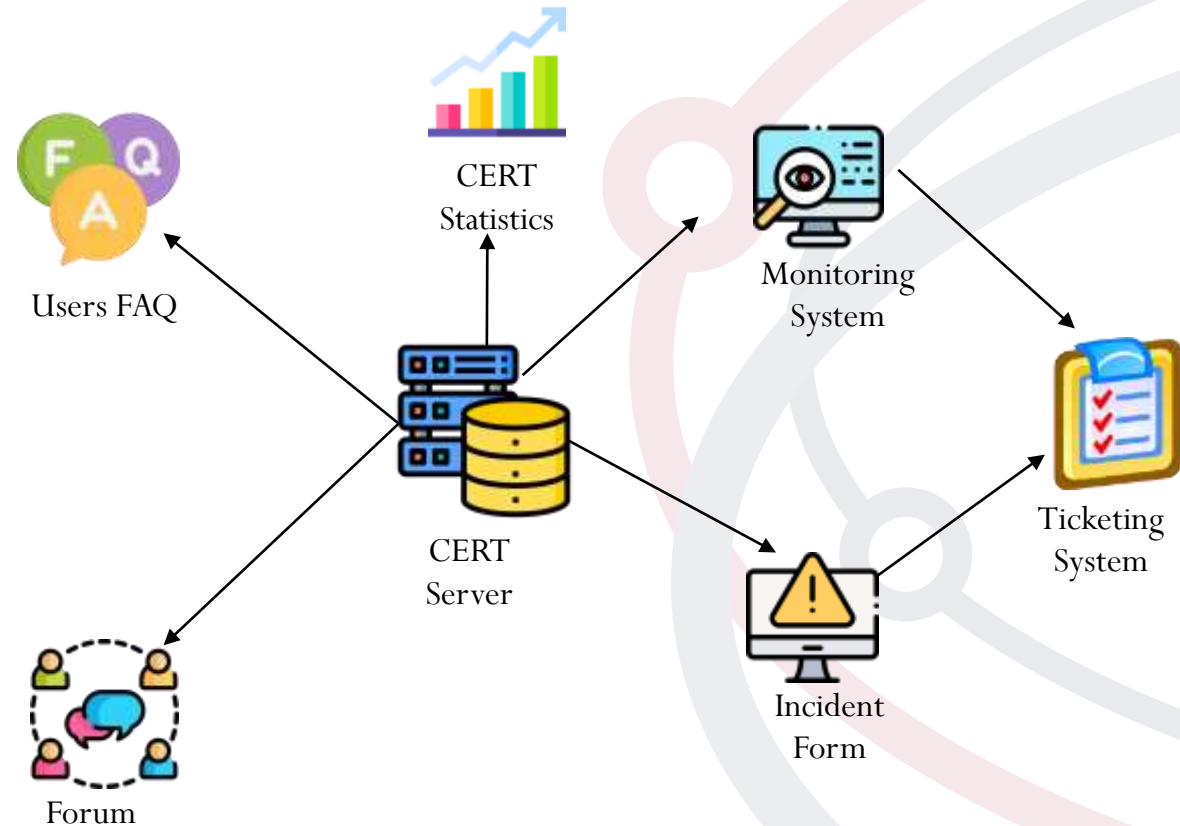 CERT
Statistics
F Q
A
Users FAQ
Monitoring
System
CERT
Server
Ticketing
System
Incident
Form
Forum